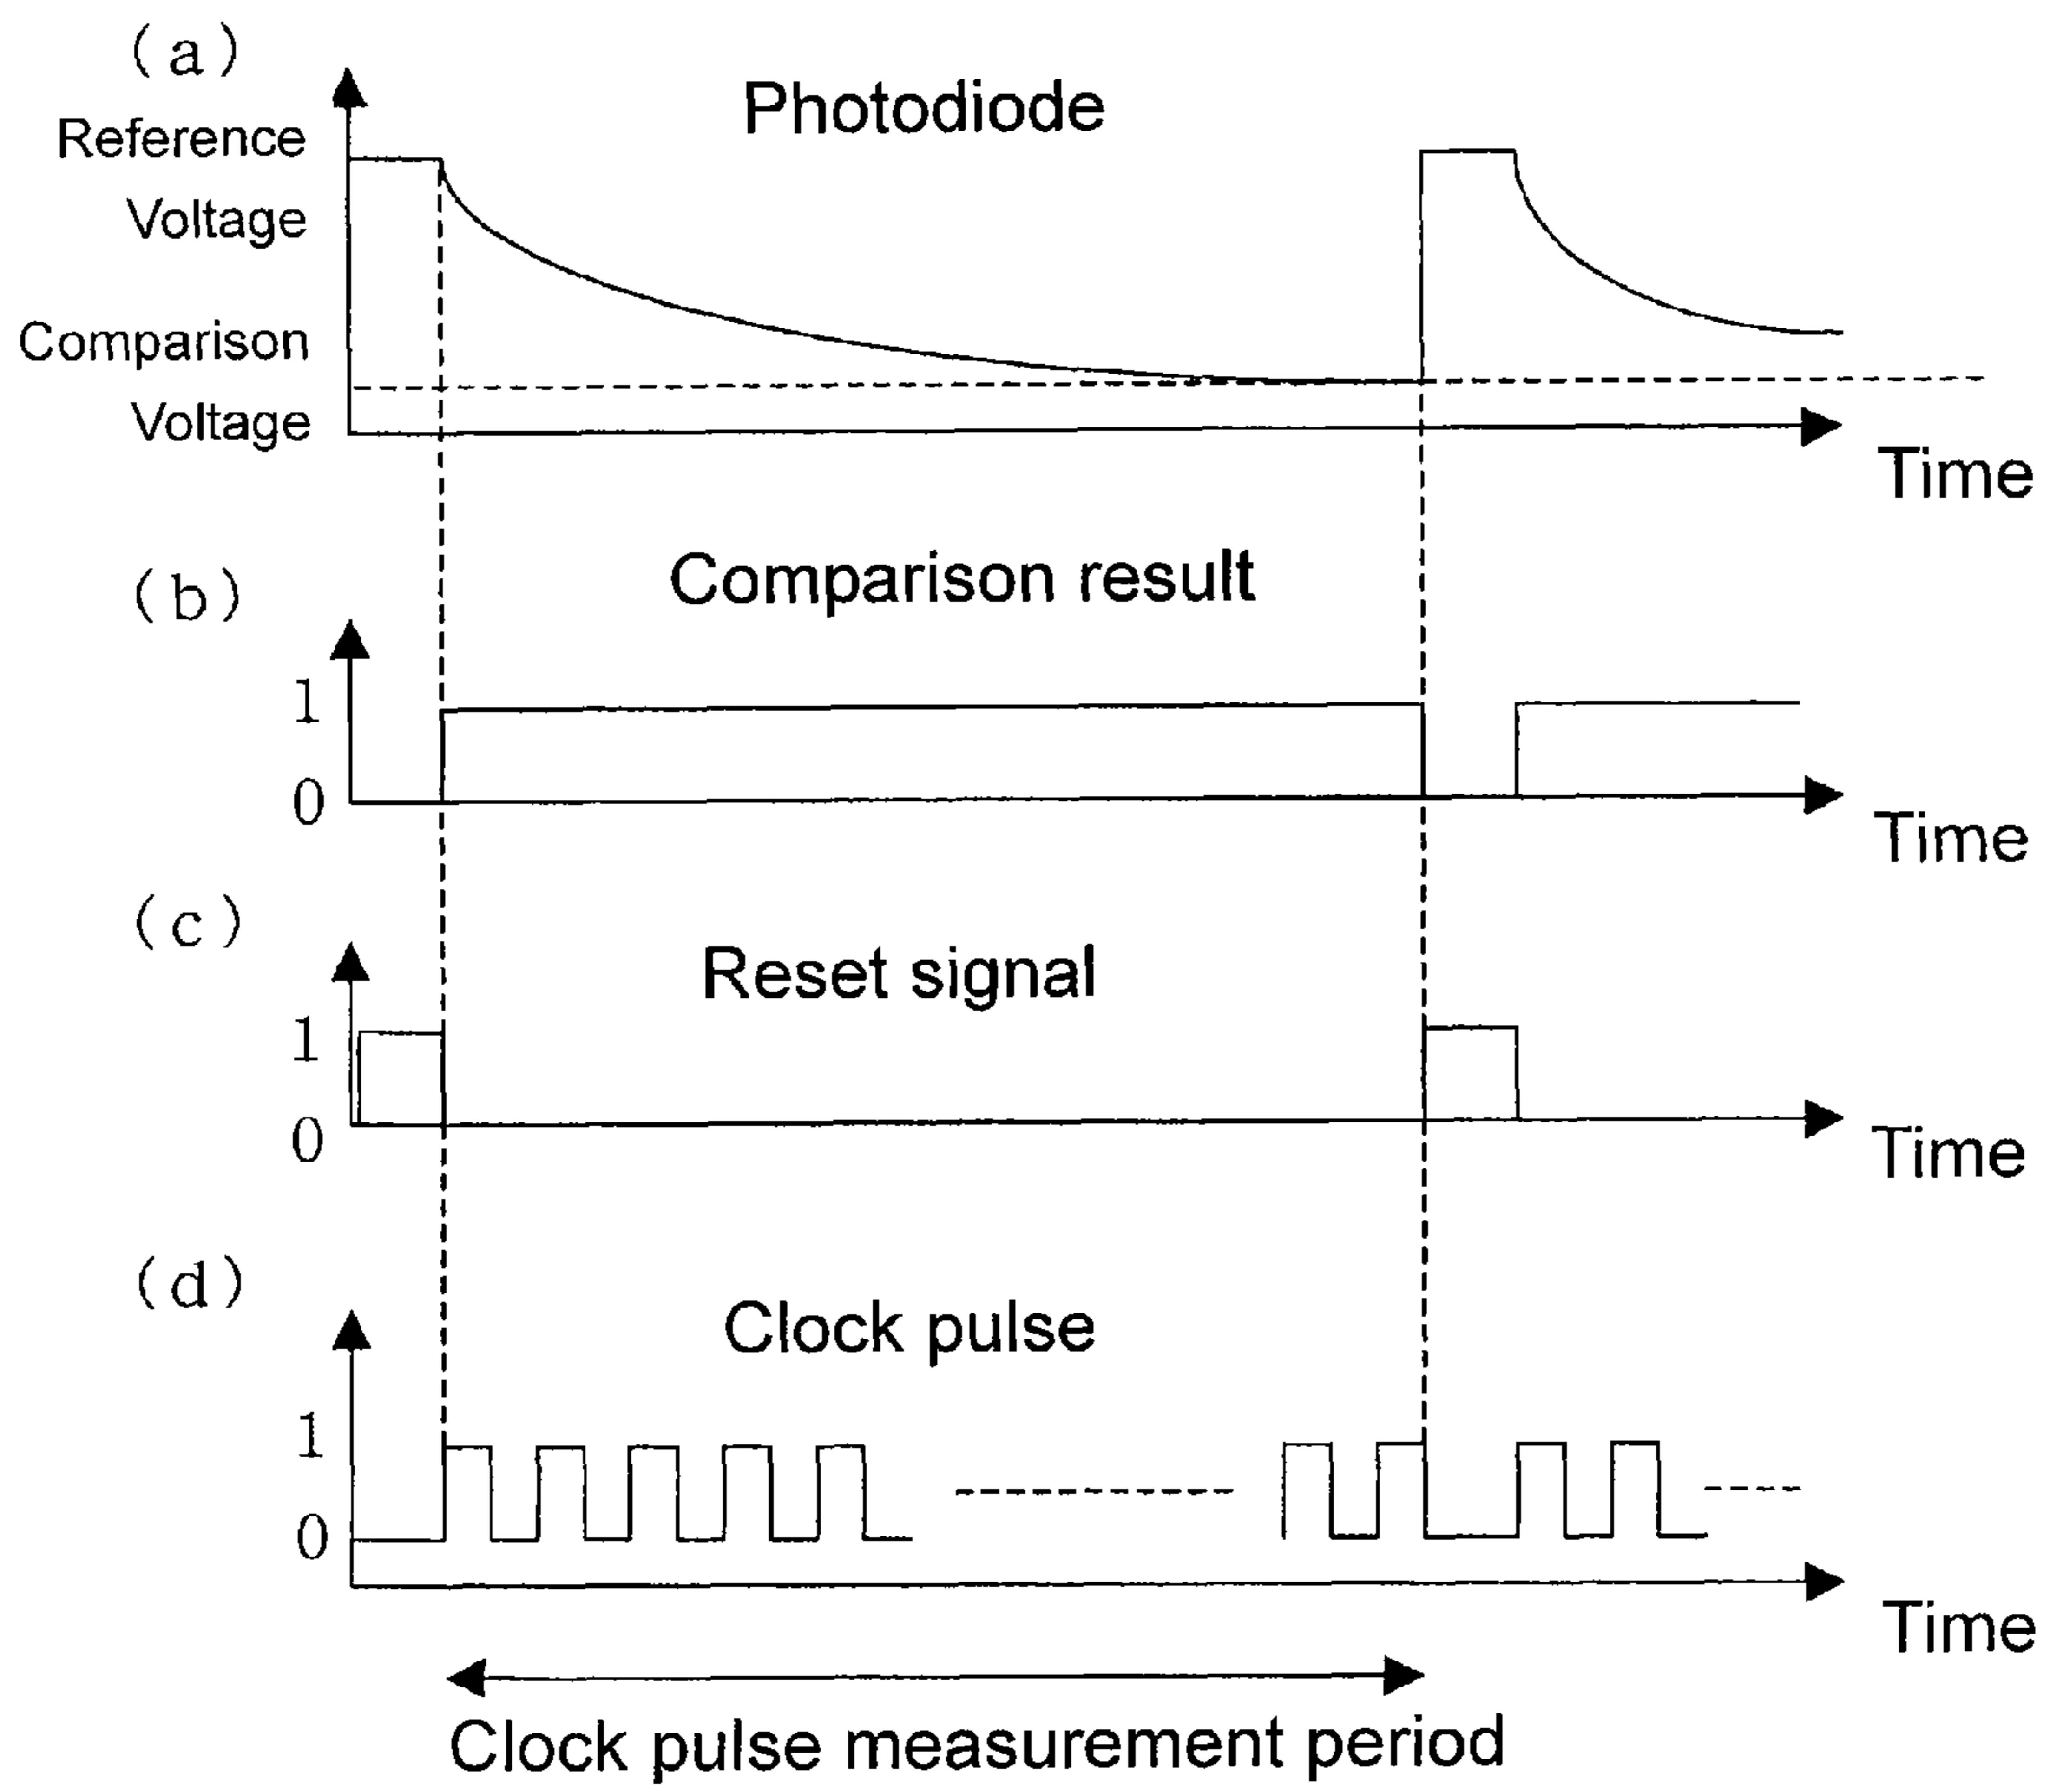 (a)
Photodiode
Reference
Voltage
Comparison
Voltage
Time
(b)
Comparison result
1
0
Time
(c)
Reset signal
1
0
Time
(d)
Clock pulse
1
0
Time
Clock pulse measurement period